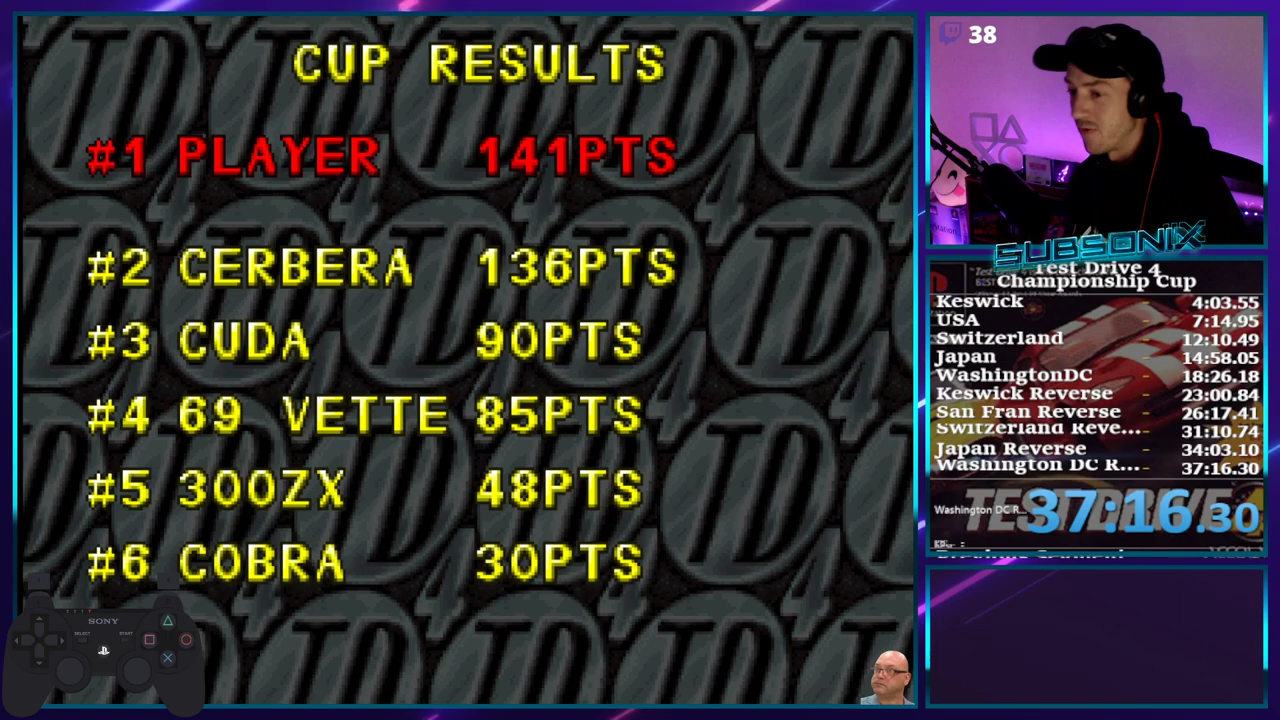 CUP RESULTS
#1 PLAYER 141PTS
#2 CERBERA 136PTS
#3 CUDA 90PTS
#4 69 VETTE 85PTS
#5 300ZX 48PTS
#6 COBRA 30PTS
SONY
SELECT START
38
SUBSONIX
Test Drive 4
Championship Cup
Keswick 4:03.55
USA - 7:14.95
Switzerland 12:10.49
Japan - 14:58.05
WashingtonDC - 18:26.18
Keswick Reverse - 23:00.84
San Fran Reverse - 26:17.41
Switzerland Reve... - 31:10.74
Japan Reverse - 34:03.10
Washington DC R... - 37:16.30
Washington DC R...
37:16.30